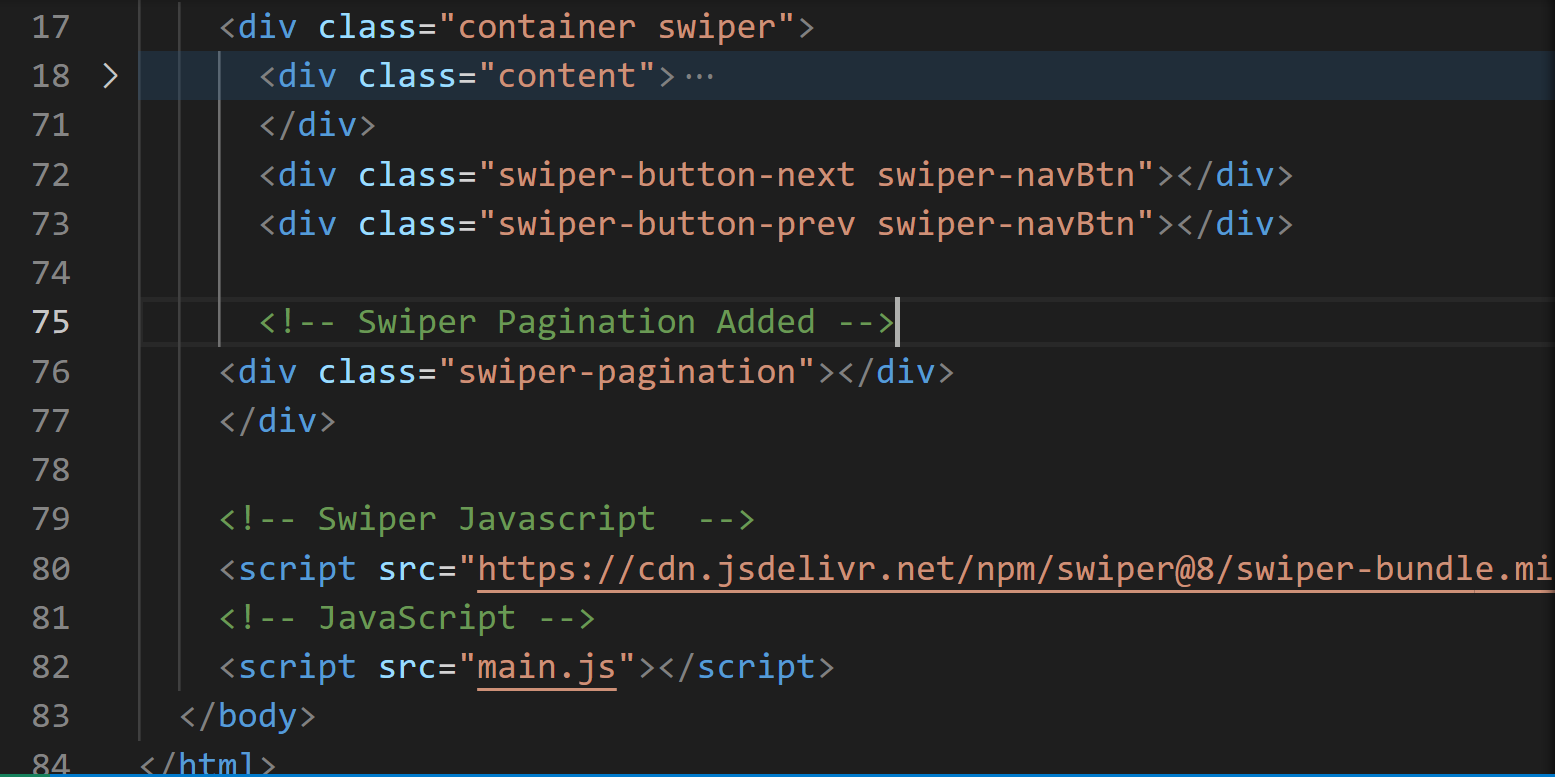 17 <div class="container swiper">
18 > <div class="content">···
71 </div>
72 <div class="swiper-button-next swiper-navBtn"></div>
73 <div class="swiper-button-prev swiper-navBtn"></div>
74
75 <!-- Swiper Pagination Added -->
76 <div class="swiper-pagination"></div>
77 </div>
78
79 <!-- Swiper Javascript  -->
80 <script src="https://cdn.jsdelivr.net/npm/swiper@8/swiper-bundle.mi
81 <!-- JavaScript -->
82 <script src="main.js"></script>
83 </body>
84 </html>